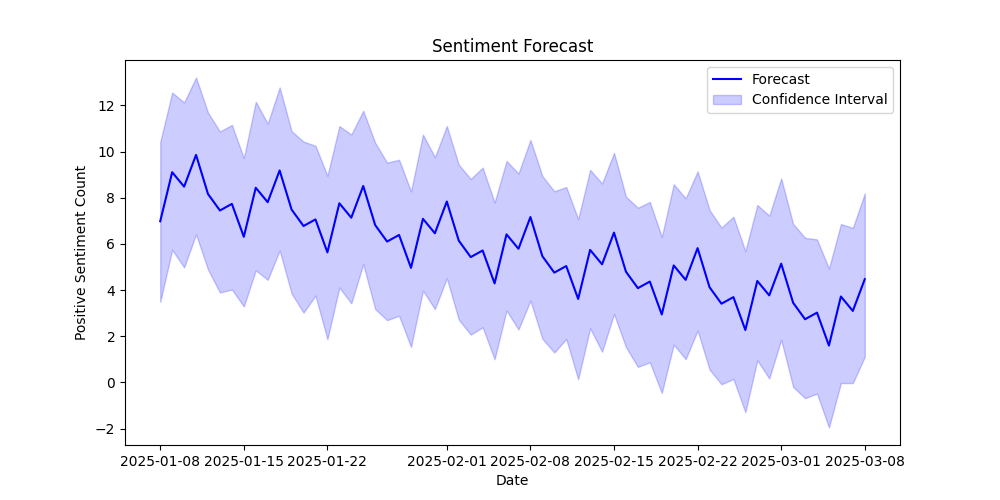 Sentiment Forecast
Forecast
Confidence Interval
Positive Sentiment Count
12
10
8
6
4
2
0
−2
2025-01-08 2025-01-15 2025-01-22 2025-02-01 2025-02-08 2025-02-15 2025-02-22 2025-03-01 2025-03-08
Date